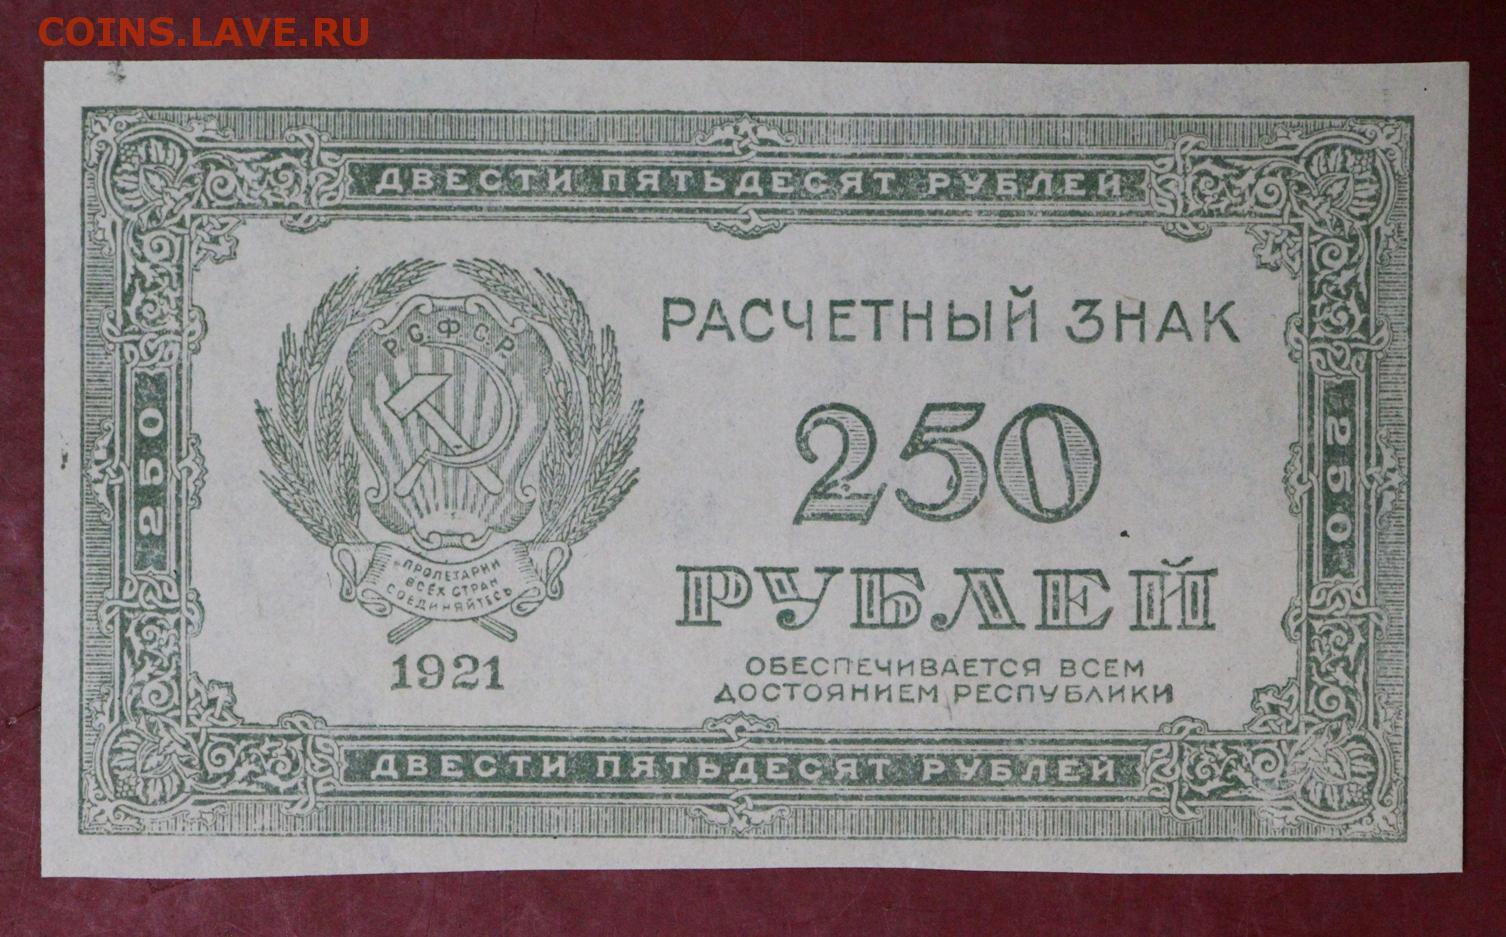 COINS.LAVE.RU
ДВЕСТИ ПЯТЬДЕСЯТ РУБЛЕЙ
РСФСР
РАСЧЕТНЫЙ ЗНАК
250
250
250
РУБЛЕЙ
ПРОЛЕТАРИИ
ВСЕХ СТРАН
СОЕДИНЯЙТЕСЬ
1921
ОБЕСПЕЧИВАЕТСЯ ВСЕМ
ДОСТОЯНИЕМ РЕСПУБЛИКИ
ДВЕСТИ ПЯТЬДЕСЯТ РУБЛЕЙ